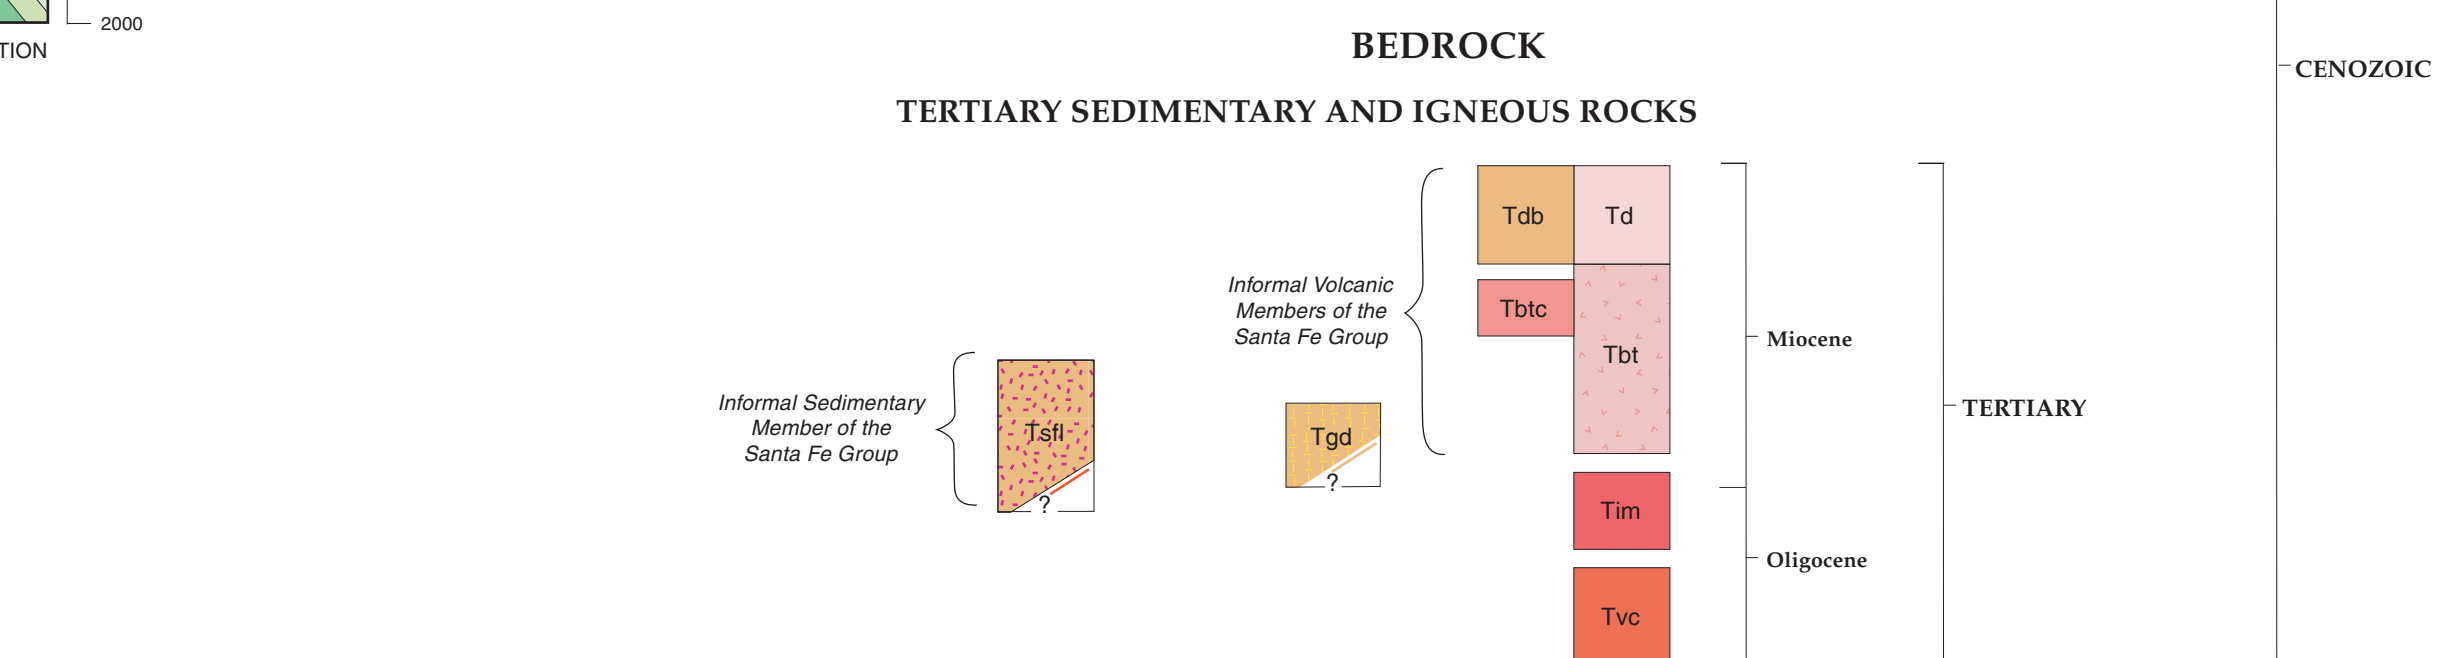 2000
TION
BEDROCK
CENOZOIC
TERTIARY SEDIMENTARY AND IGNEOUS ROCKS
Tdb
Td
Informal Volcanic
Members of the
Santa Fe Group
Tbtc
Tbt
Miocene
Informal Sedimentary
Member of the
Santa Fe Group
Tsfl
?
Tgd
?
TERTIARY
Tim
Oligocene
Tvc